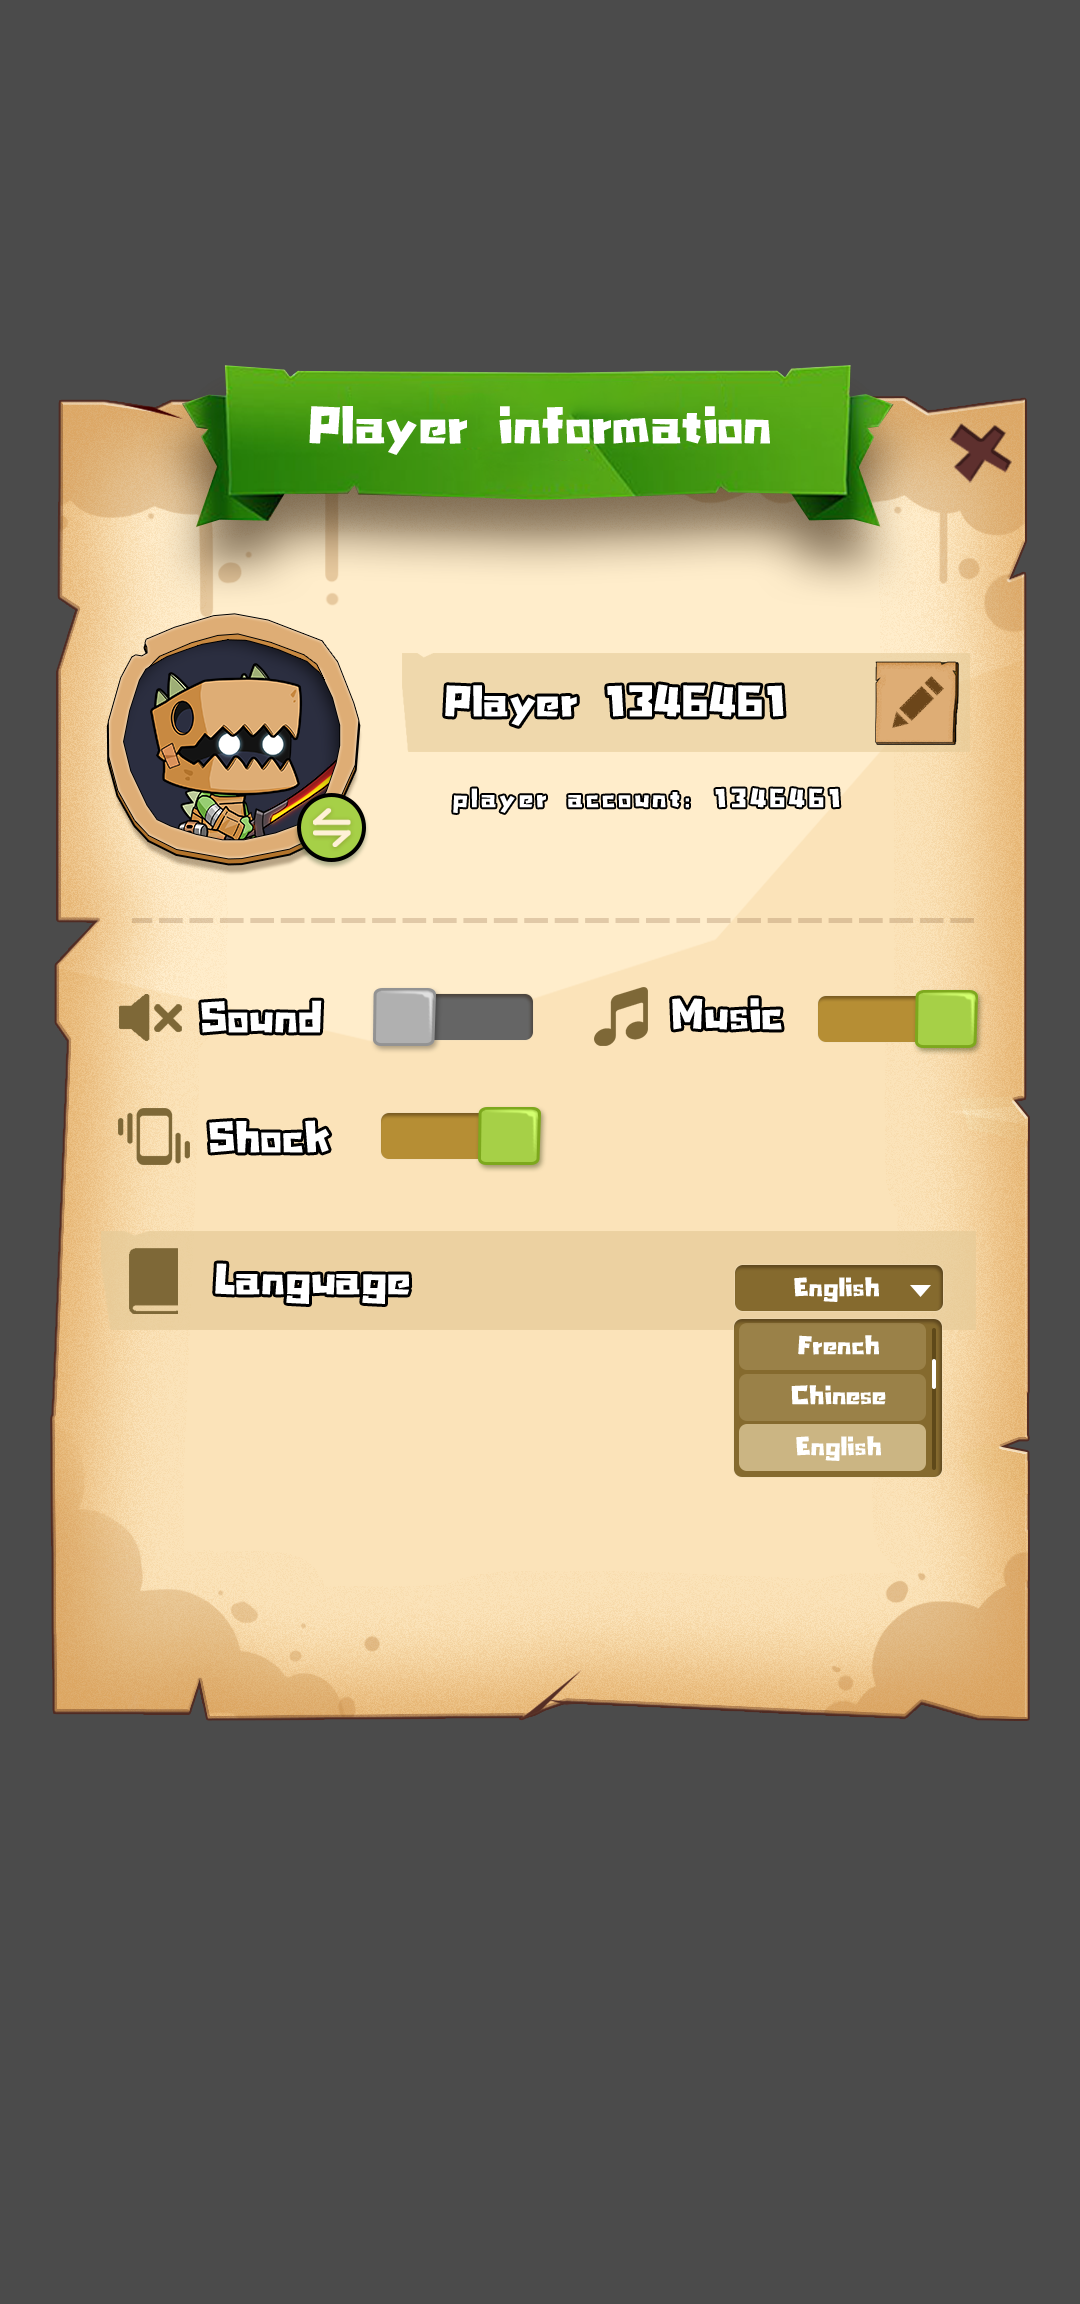 Player information
Player 1346461
player account: 1346461
Sound
Music
Shock
Language
English
French
Chinese
English